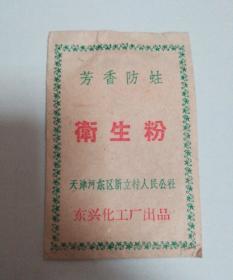 芳香防蛀
衛生粉
天津河东区新立村人民公社
东兴化工厂出品